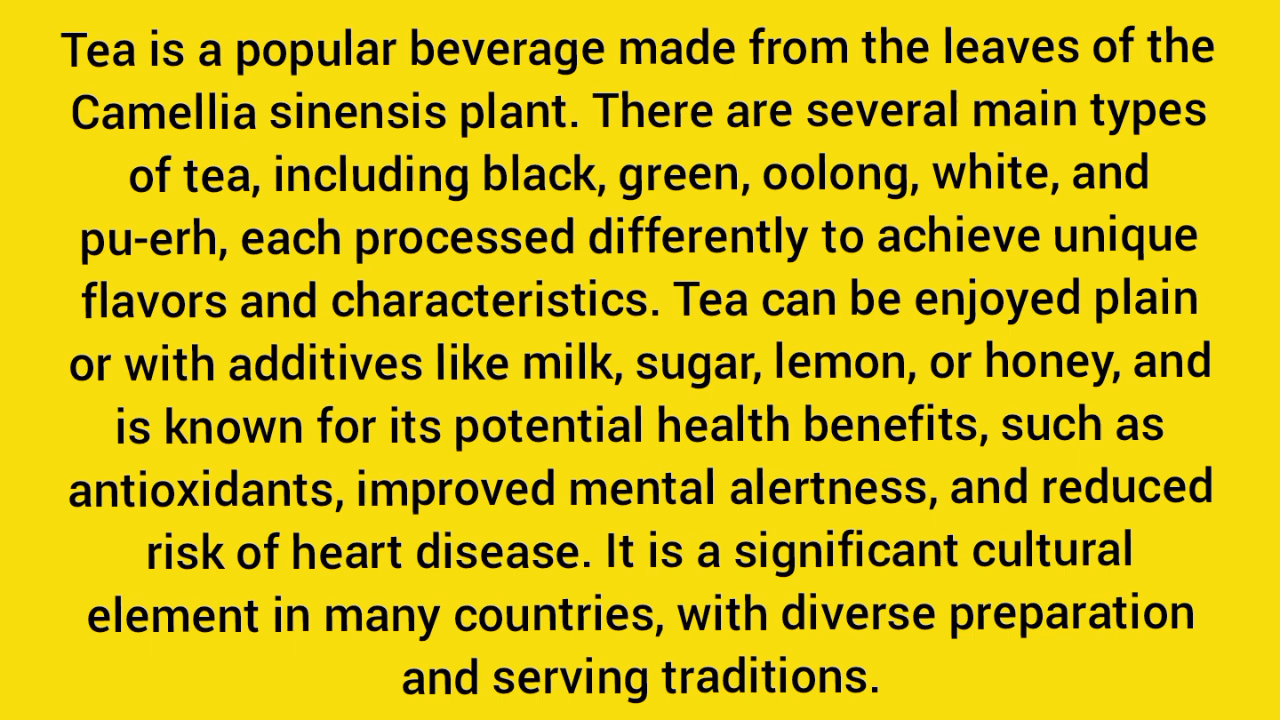 Tea is a popular beverage made from the leaves of the
Camellia sinensis plant. There are several main types
of tea, including black, green, oolong, white, and
pu-erh, each processed differently to achieve unique
flavors and characteristics. Tea can be enjoyed plain
or with additives like milk, sugar, lemon, or honey, and
is known for its potential health benefits, such as
antioxidants, improved mental alertness, and reduced
risk of heart disease. It is a significant cultural
element in many countries, with diverse preparation
and serving traditions.